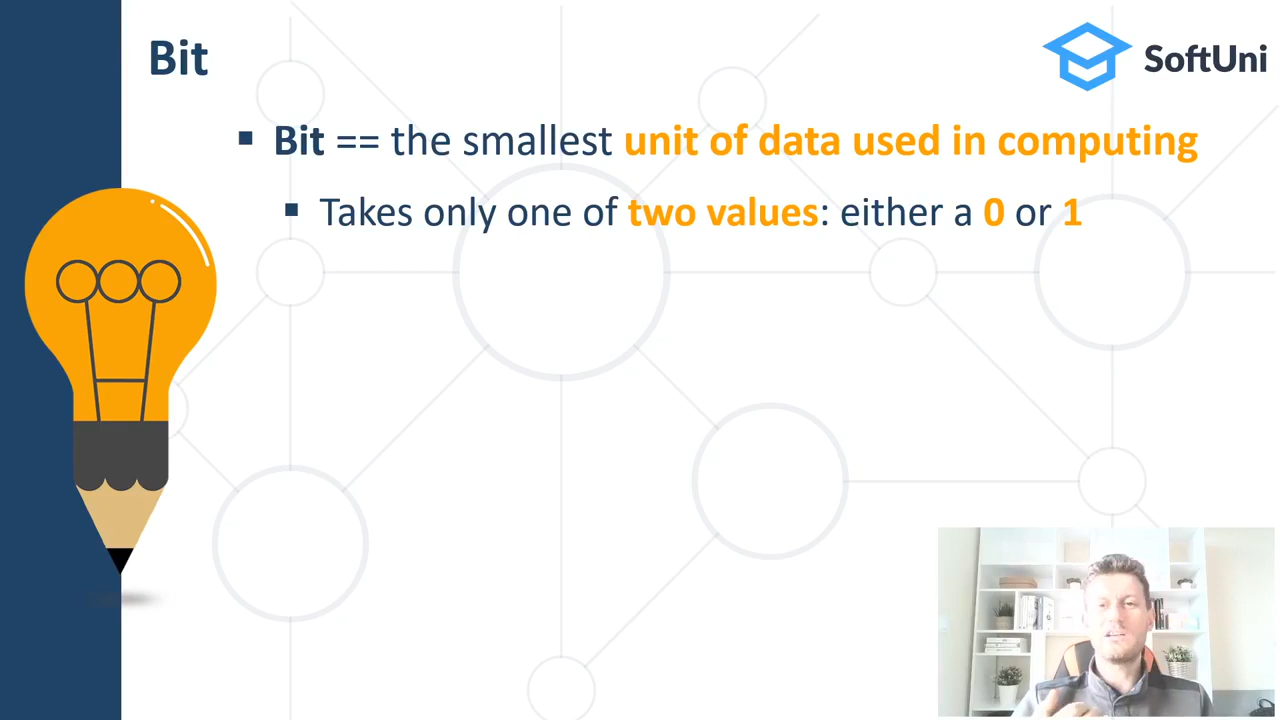 Bit
SoftUni
Bit == the smallest unit of data used in computing
Takes only one of two values: either a 0 or 1